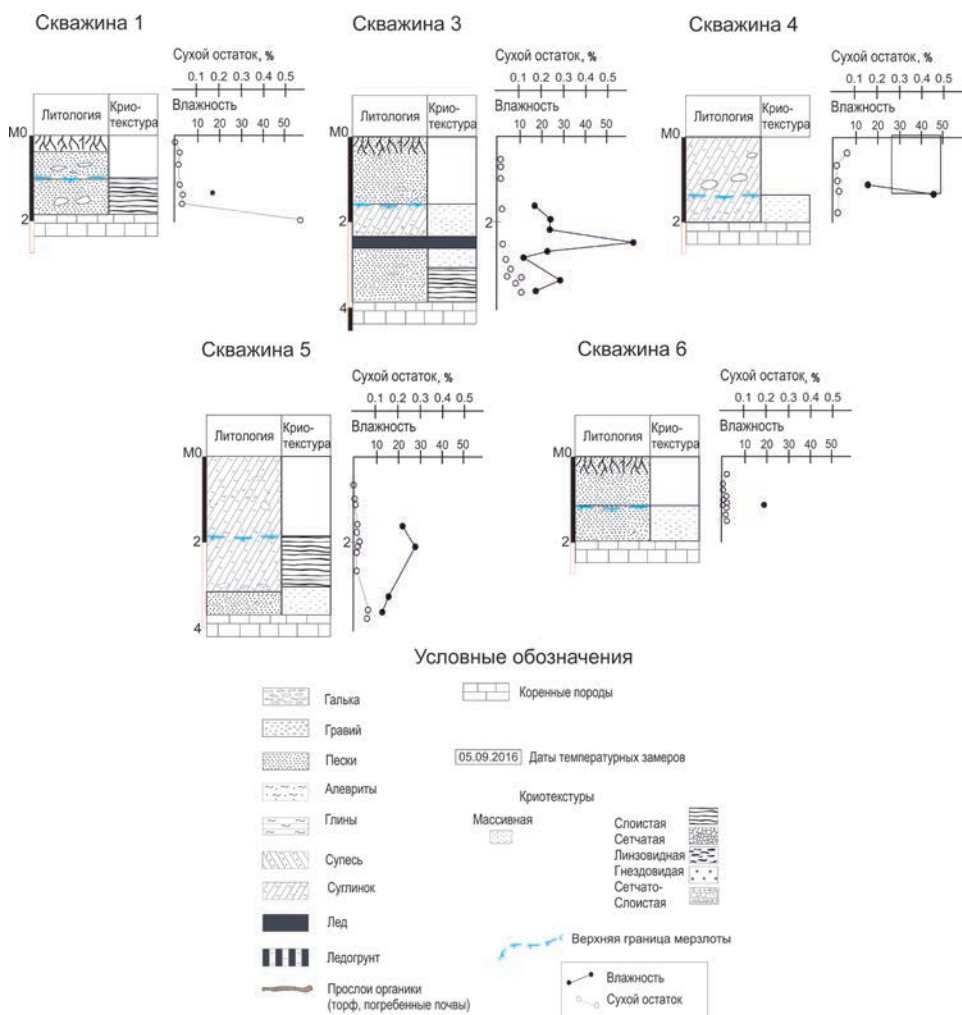 Скважина 1
Сухой остаток, %
0.1 0.2 0.3 0.4 0.5
Литология
Крио-
текстура
Влажность
10 20 30 40 50
М0
2
Скважина 3
Сухой остаток, %
0.1 0.2 0.3 0.4 0.5
Литология
Крио-
текстура
Влажность
10 20 30 40 50
М0
2
2
4
Скважина 4
Сухой остаток, %
0.1 0.2 0.3 0.4 0.5
Литология
Крио-
текстура
Влажность
10 20 30 40 50
М0
2
Скважина 5
Сухой остаток, %
0.1 0.2 0.3 0.4 0.5
Литология
Крио-
текстура
Влажность
10 20 30 40 50
М0
2
2
4
Скважина 6
Сухой остаток, %
0.1 0.2 0.3 0.4 0.5
Литология
Крио-
текстура
Влажность
10 20 30 40 50
М0
2
Условные обозначения
Галька
Гравий
Пески
Алевриты
Глины
Супесь
Суглинок
Лед
Ледогрунт
Прослои органики
(торф, погребенные почвы)
Коренные породы
05.09.2016 Даты температурных замеров
Криотекстуры
Массивная
Слоистая
Сетчатая
Линзовидная
Гнездовидая
Сетчато-
Слоистая
Верхняя граница мерзлоты
Влажность
Сухой остаток